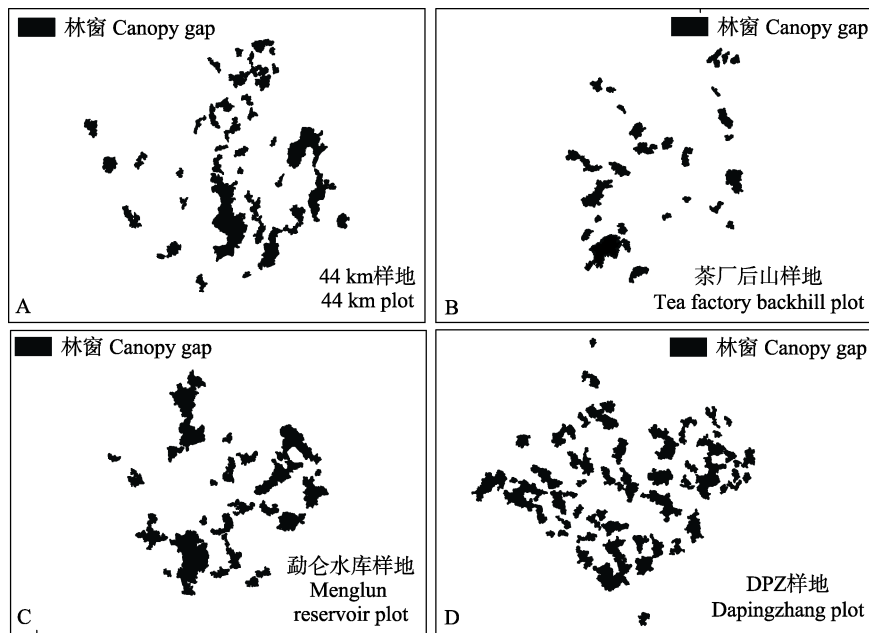 林窗 Canopy gap
44 km样地
44 km plot
A
林窗 Canopy gap
茶厂后山样地
Tea factory backhill plot
B
林窗 Canopy gap
勐仑水库样地
Menglun
reservoir plot
C
林窗 Canopy gap
DPZ样地
Dapingzhang plot
D